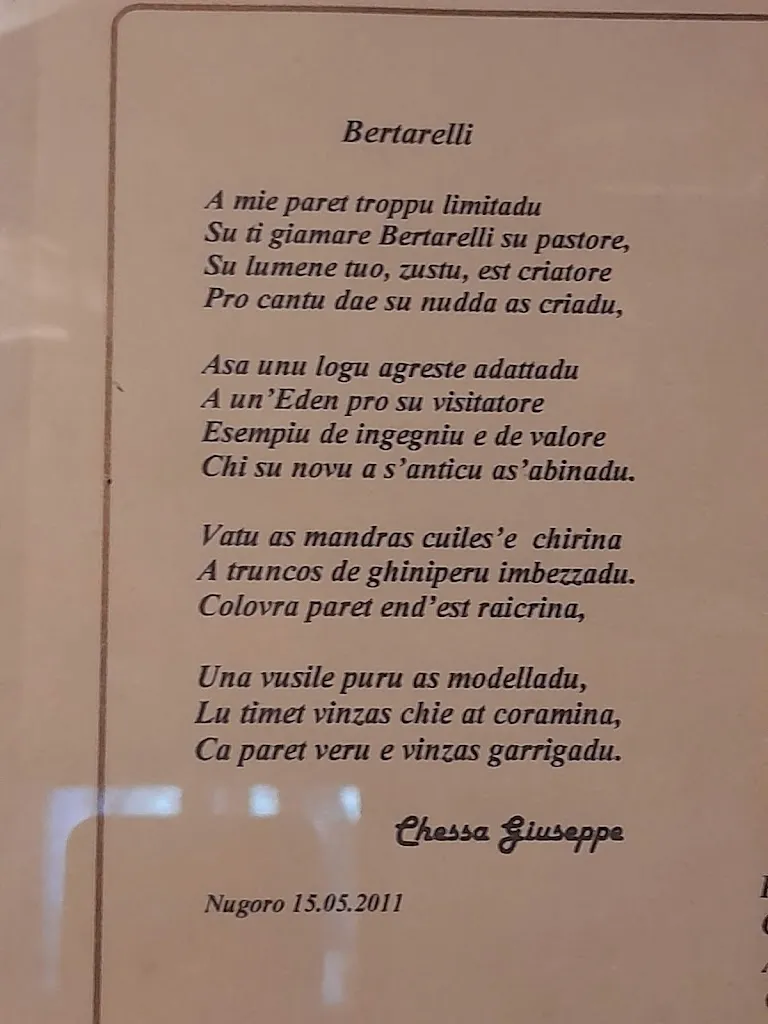 Bertarelli
A mie paret troppu limitadu
Su ti giamare Bertarelli su pastore,
Su lumene tuo, zustu, est criatore
Pro cantu dae su nudda as criadu,
Asa unu logu agreste adattadu
A un'Eden pro su visitatore
Esempiu de ingegniu e de valore
Chi su novu a s'anticu as'abinadu.
Vatu as mandras cuiles'e chirina
A truncos de ghiniperu imbezzadu.
Colovra paret end'est raicrina,
Una vusile puru as modelladu,
Lu timet vinzas chie at coramina,
Ca paret veru e vinzas garrigadu.
Chessa Giuseppe
Nugoro 15.05.2011